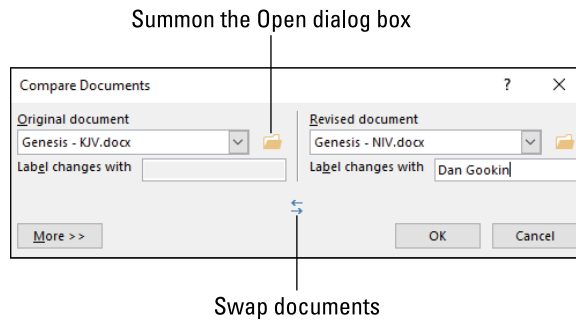 Summon the Open dialog box
Compare Documents ? ×
Original document Revised document
Genesis - KJV.docx Genesis - NIV.docx
Label changes with Label changes with Dan Gookin
More >> OK Cancel
Swap documents